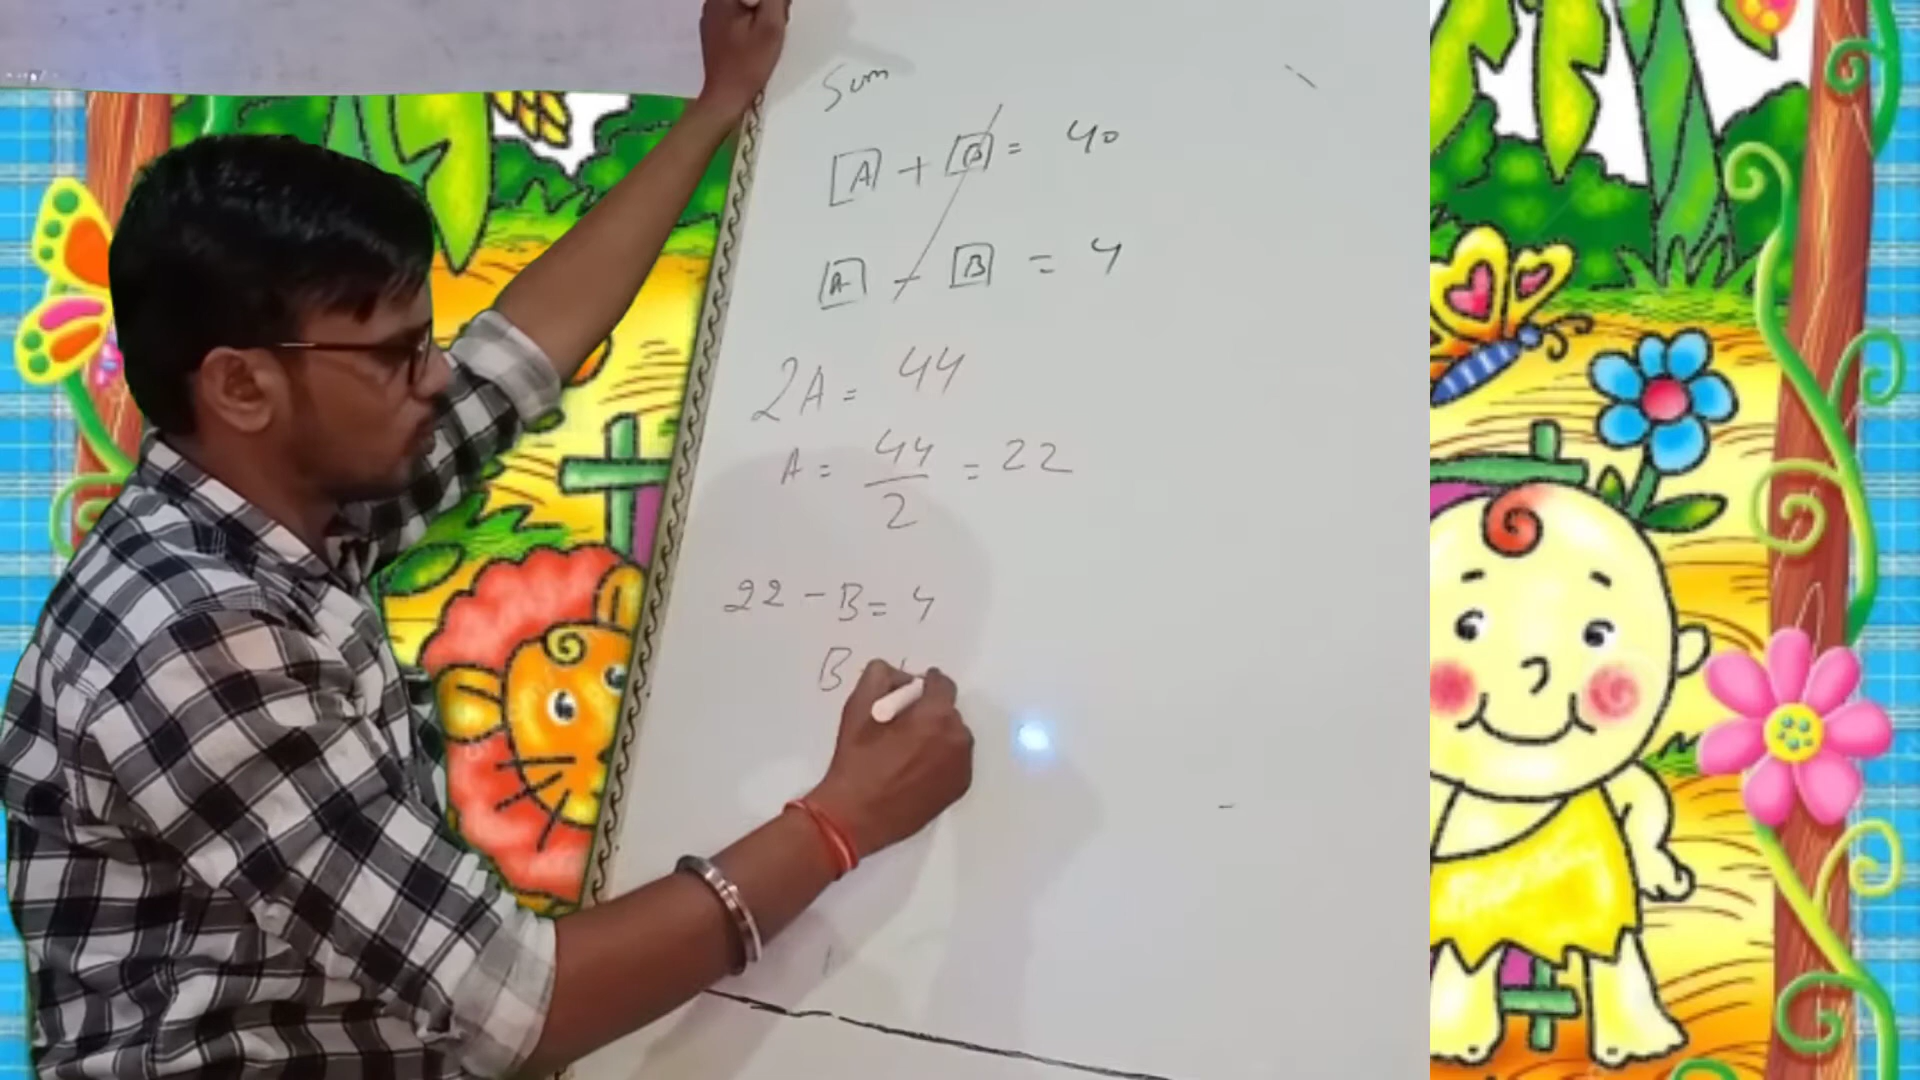 Sum
A + B = 40
A - B = 4
2A = 44
A = 44/2 = 22
22 - B = 4
B